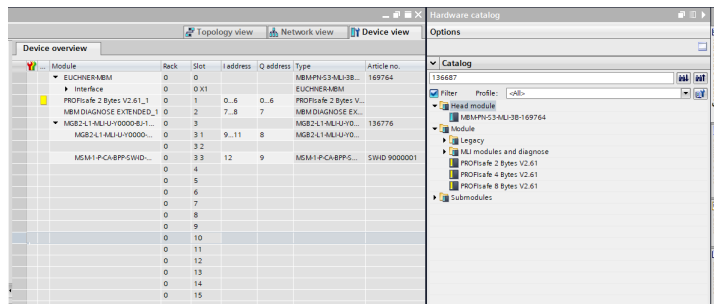 Hardware catalog
Topology view Network view Device view
Options
Device overview
... Module Rack Slot I address Q address Type Article no.
EUCHNER-MBM 0 0 MBM-PN-S3-MLI-3B... 169764
Interface 0 0 X1 EUCHNER-MBM
PROFIsafe 2 Bytes V2.61_1 0 1 0...6 0...6 PROFIsafe 2 Bytes V...
MBM DIAGNOSE EXTENDED_1 0 2 7...8 7 MBM DIAGNOSE EX...
MGB2-L1-MLI-U-Y0000-BJ-1... 0 3 MGB2-L1-MLI-U-Y0... 136776
MGB2-L1-MLI-U-Y0000-... 0 3 1 9...11 8 MGB2-L1-MLI-U-Y0...
0 3 2
MSM-1-P-CA-BPP-SWID-... 0 3 3 12 9 MSM-1-P-CA-BPP-S... SWID 9000001
0 4
0 5
0 6
0 7
0 8
0 9
0 10
0 11
0 12
0 13
0 14
0 15
Catalog
136687
Filter Profile: <All>
Head module
MBM-PN-S3-MLI-3B-169764
Module
Legacy
MLI modules and diagnose
PROFIsafe 2 Bytes V2.61
PROFIsafe 4 Bytes V2.61
PROFIsafe 8 Bytes V2.61
Submodules